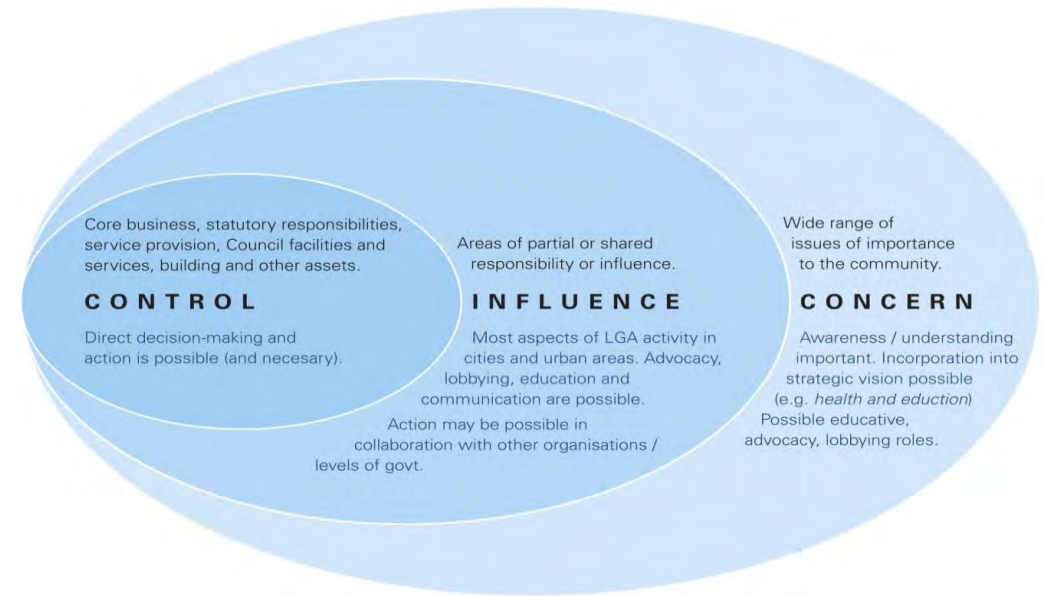 Core business, statutory responsibilities,
service provision, Council facilities and
services, building and other assets.
CONTROL
Direct decision-making and
action is possible (and necesary).
Areas of partial or shared
responsibility or influence.
INFLUENCE
Most aspects of LGA activity in
cities and urban areas. Advocacy,
lobbying, education and
communication are possible.
Action may be possible in
collaboration with other organisations /
levels of govt.
Wide range of
issues of importance
to the community.
CONCERN
Awareness / understanding
important. Incorporation into
strategic vision possible
(e.g. health and eduction)
Possible educative,
advocacy, lobbying roles.